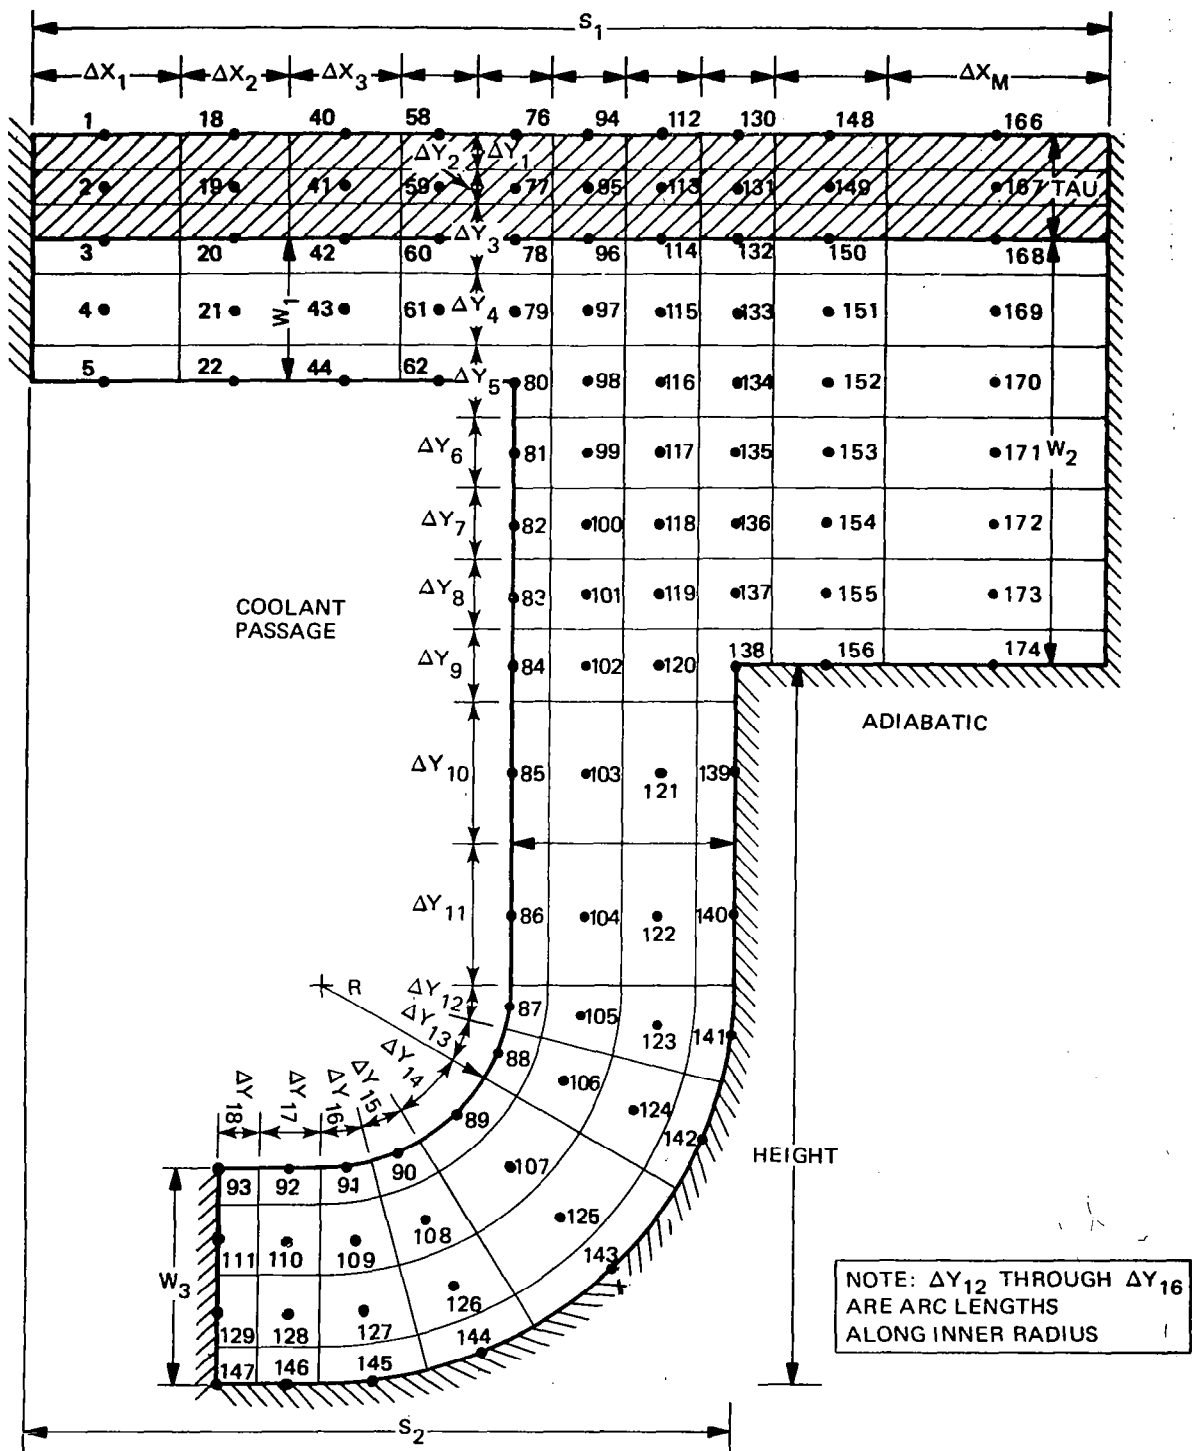 S1
ΔX1 ΔX2 ΔX3 ΔXM
1 18 40 58 76 94 112 130 148 166
ΔY2 ΔY1
2 19 41 59 77 95 113 131 149 167 TAU
ΔY3
3 20 42 60 78 96 114 132 150 168
W1
4 21 43 61 ΔY4 79 97 115 133 151 169
5 22 44 62 ΔY5 80 98 116 134 152 170
ΔY6 81 99 117 135 153 171 W2
ΔY7 82 100 118 136 154 172
ΔY8 83 101 119 137 155 173
COOLANT
PASSAGE
ΔY9 84 102 120 138 156 174
ADIABATIC
ΔY10 85 103 121 139
ΔY11 86 104 122 140
R ΔY12 87 105 123 141
ΔY13 88 106 124 142
ΔY14 89 107 125 143
ΔY18 ΔY17 ΔY16 ΔY15
HEIGHT
93 92 91 90
111 110 109 108
W3
129 128 127 126
147 146 145 144
NOTE: ΔY12 THROUGH ΔY16
ARE ARC LENGTHS
ALONG INNER RADIUS
S2